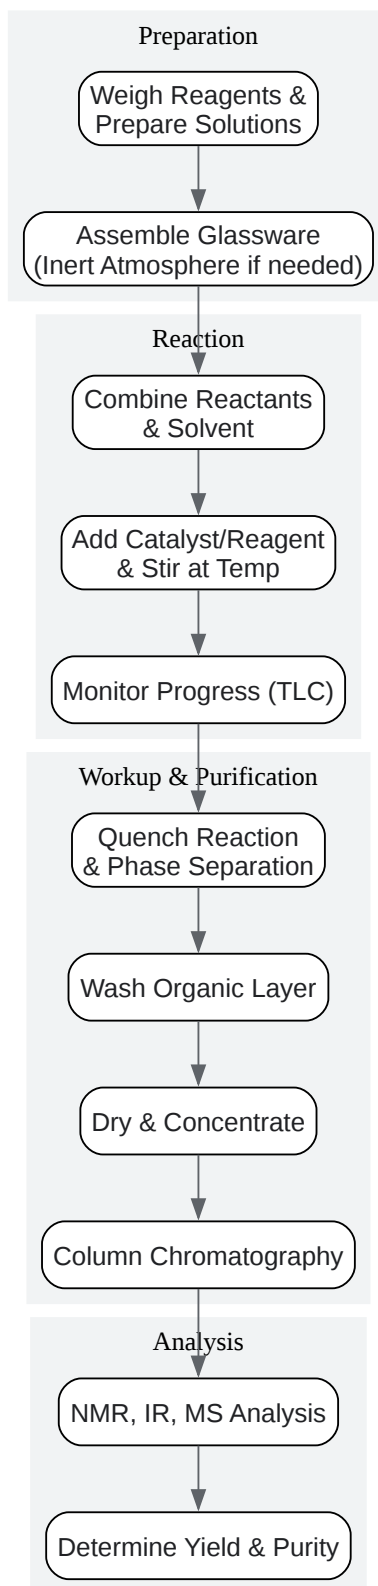 Preparation
Weigh Reagents &
Prepare Solutions
Assemble Glassware
(Inert Atmosphere if needed)
Reaction
Combine Reactants
& Solvent
Add Catalyst/Reagent
& Stir at Temp
Monitor Progress (TLC)
Workup & Purification
Quench Reaction
& Phase Separation
Wash Organic Layer
Dry & Concentrate
Column Chromatography
Analysis
NMR, IR, MS Analysis
Determine Yield & Purity